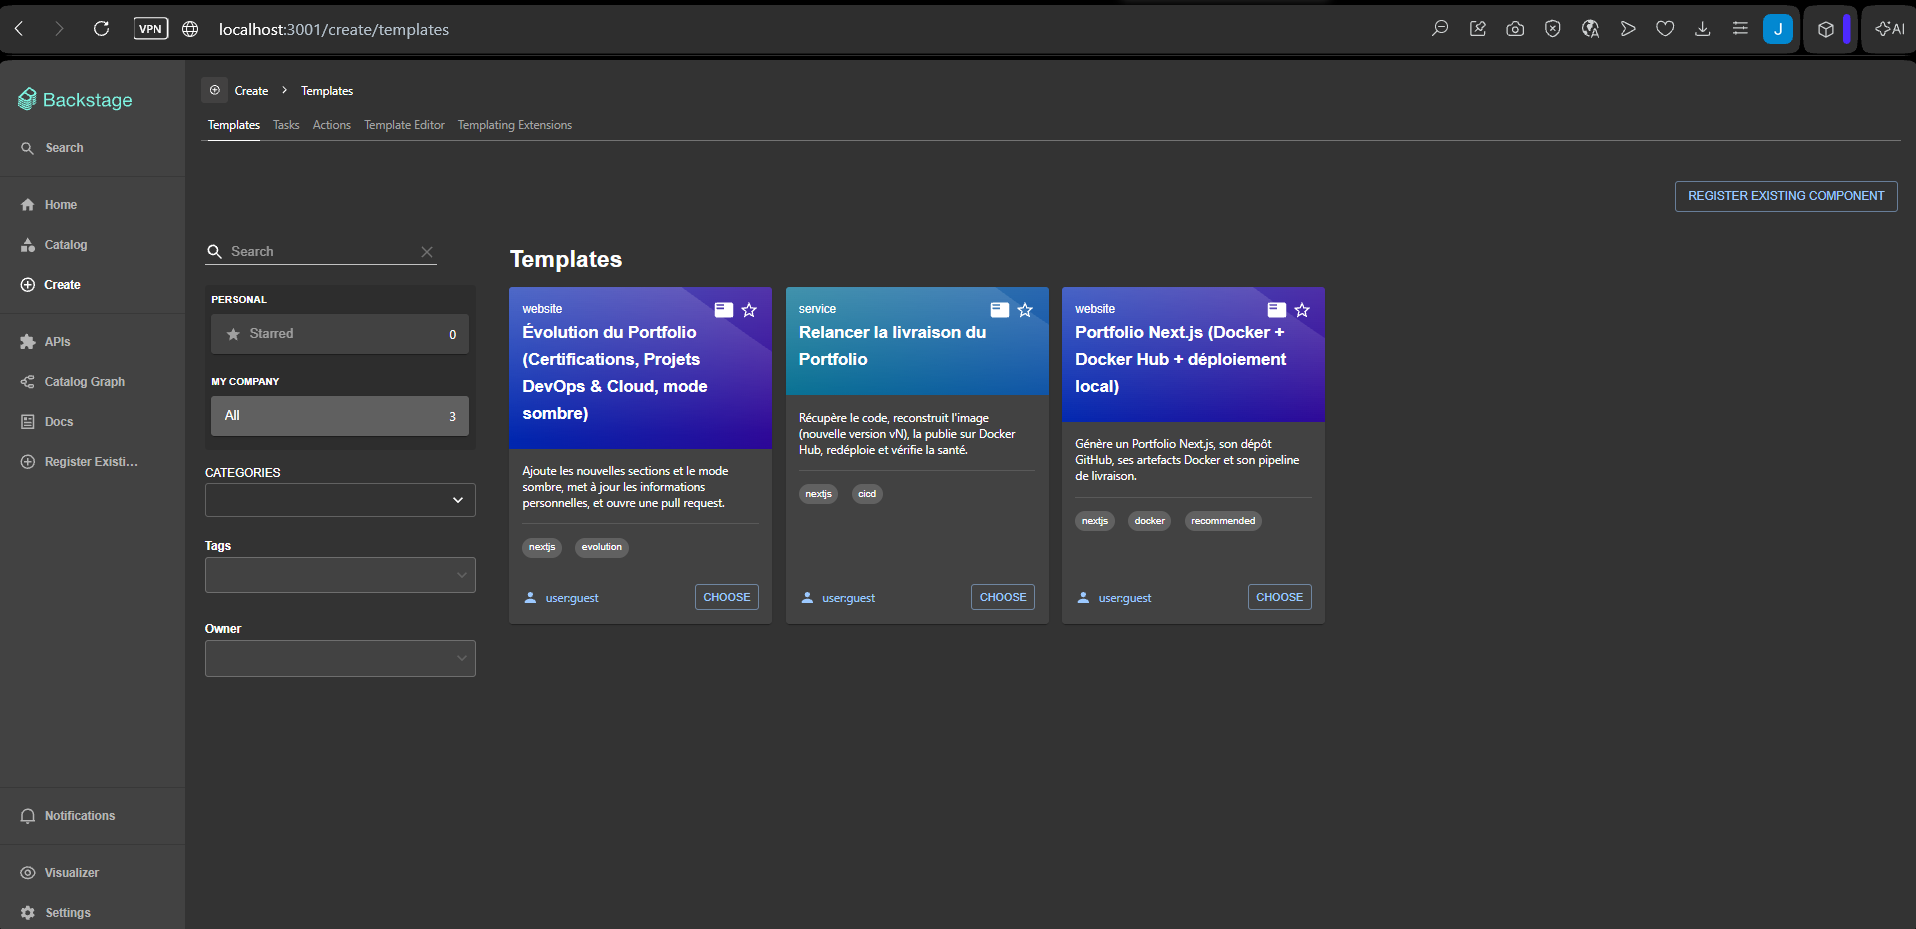 VPN
localhost:3001/create/templates
J
AI
Backstage
Search
Home
Catalog
Create
APIs
Catalog Graph
Docs
Register Existi...
Notifications
Visualizer
Settings
Create > Templates
Templates Tasks Actions Template Editor Templating Extensions
REGISTER EXISTING COMPONENT
Search
PERSONAL
Starred 0
MY COMPANY
All 3
CATEGORIES
Tags
Owner
Templates
website
Évolution du Portfolio
(Certifications, Projets
DevOps & Cloud, mode
sombre)
Ajoute les nouvelles sections et le mode
sombre, met à jour les informations
personnelles, et ouvre une pull request.
nextjs evolution
user:guest CHOOSE
service
Relancer la livraison du
Portfolio
Récupère le code, reconstruit l'image
(nouvelle version vN), la publie sur Docker
Hub, redéploie et vérifie la santé.
nextjs cicd
user:guest CHOOSE
website
Portfolio Next.js (Docker +
Docker Hub + déploiement
local)
Génère un Portfolio Next.js, son dépôt
GitHub, ses artefacts Docker et son pipeline
de livraison.
nextjs docker recommended
user:guest CHOOSE